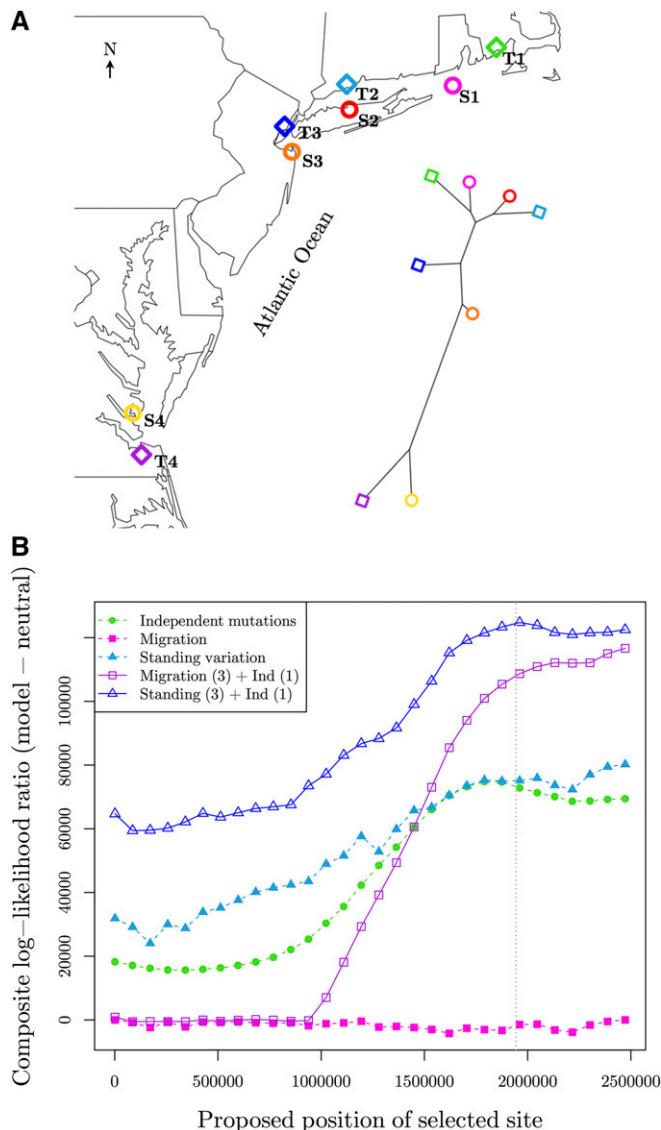 A
N
T1
S1
T2
S2
T3
S3
Atlantic Ocean
S4
T4
B
Composite log−likelihood ratio (model − neutral)
Independent mutations
Migration
Standing variation
Migration (3) + Ind (1)
Standing (3) + Ind (1)
100000
80000
60000
40000
20000
0
0 500000 1000000 1500000 2000000 2500000
Proposed position of selected site